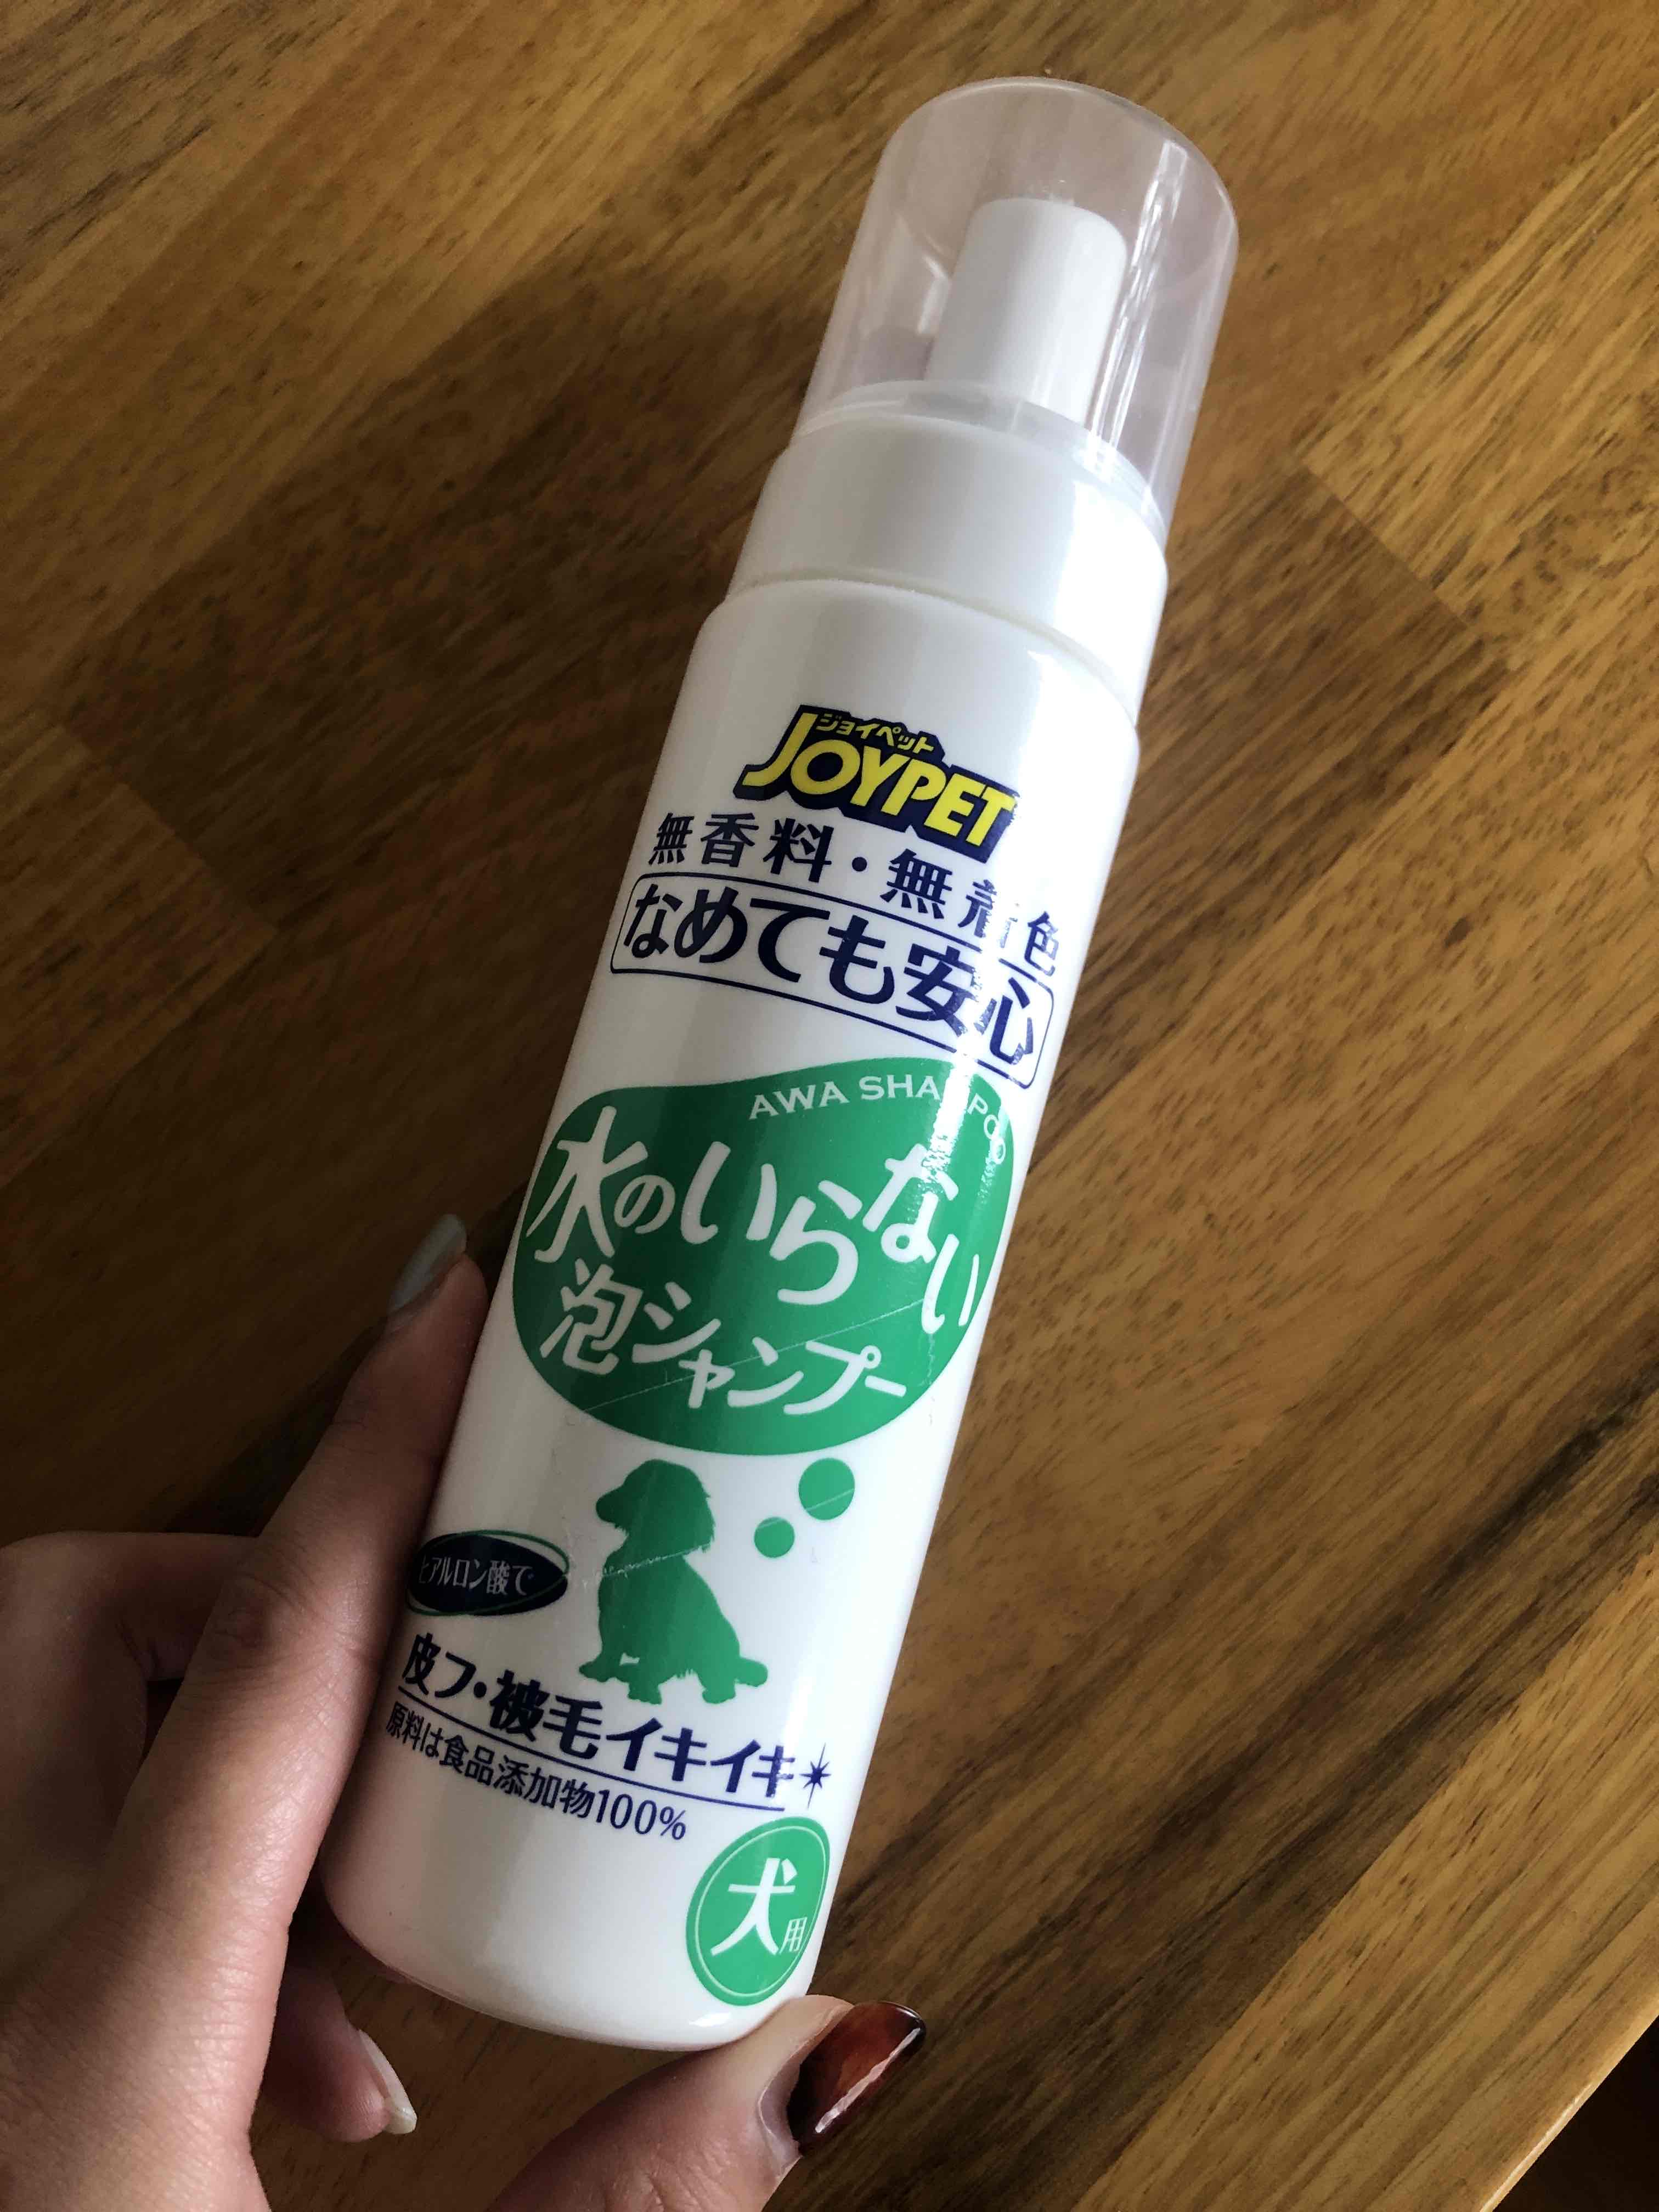 ジョイペット
JOYPET
無香料・無着色
なめても安心
AWA SHAMPOO
水のいらない
泡シャンプー
ヒアルロン酸で
皮フ・被毛イキイキ
原料は食品添加物100%
犬用